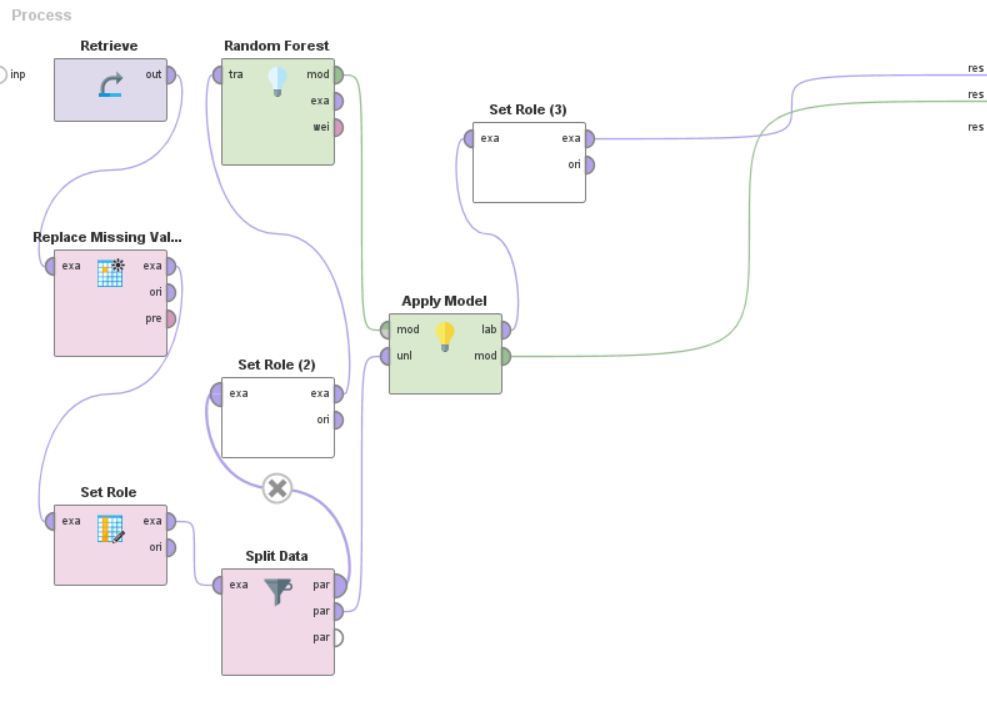 Process
inp
Retrieve
out
Random Forest
tra
mod
exa
wei
Set Role (3)
exa
exa
ori
res
res
res
Replace Missing Val...
exa
exa
ori
pre
Apply Model
mod
lab
unl
mod
Set Role (2)
exa
exa
ori
Set Role
exa
exa
ori
Split Data
exa
par
par
par